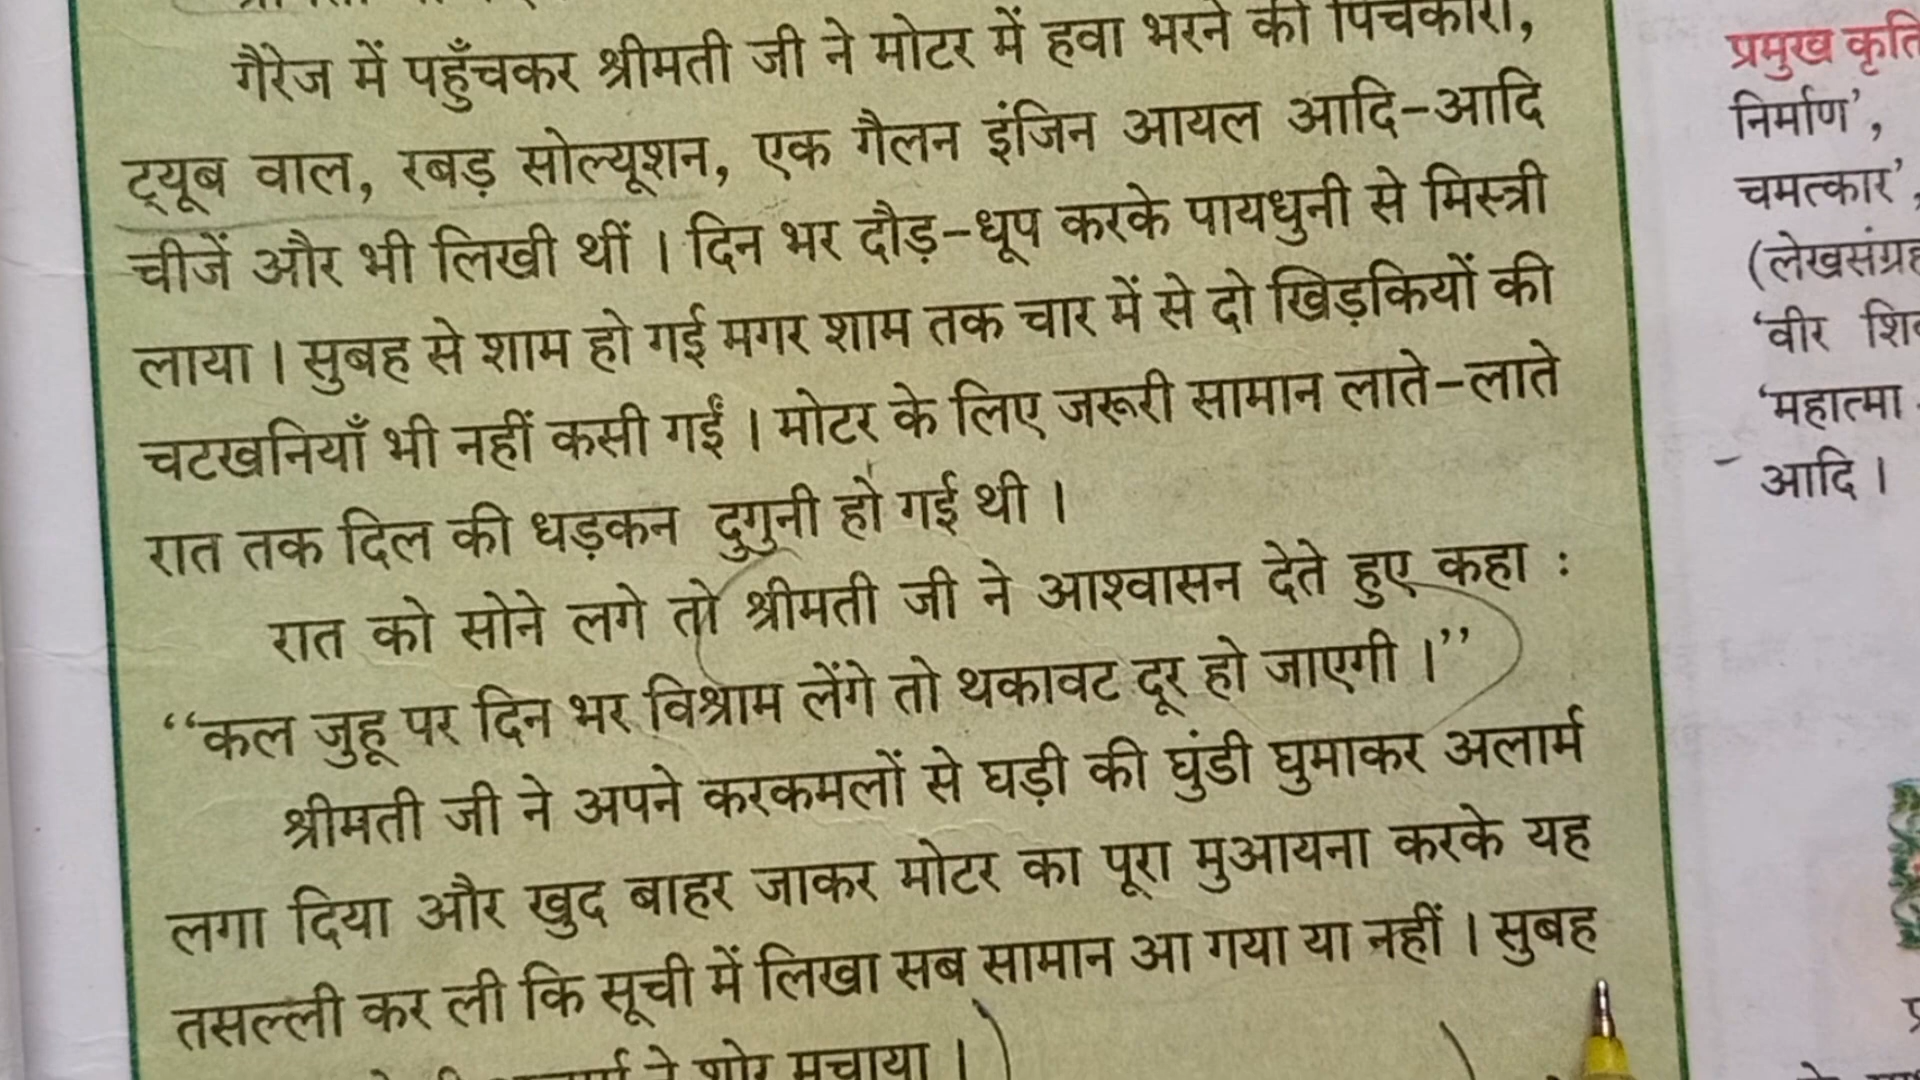 गैरेज में पहुँचकर श्रीमती जी ने मोटर में हवा भरने की पिचकारी,
ट्यूब वाल, रबड़ सोल्यूशन, एक गैलन इंजिन आयल आदि-आदि
चीजें और भी लिखी थीं । दिन भर दौड़-धूप करके पायधुनी से मिस्त्री
लाया । सुबह से शाम हो गई मगर शाम तक चार में से दो खिड़कियों की
चटखनियाँ भी नहीं कसी गईं । मोटर के लिए जरूरी सामान लाते-लाते
रात तक दिल की धड़कन दुगुनी हो गई थी ।
रात को सोने लगे तो श्रीमती जी ने आश्वासन देते हुए कहा :
‘‘कल जुहू पर दिन भर विश्राम लेंगे तो थकावट दूर हो जाएगी ।’’
श्रीमती जी ने अपने करकमलों से घड़ी की घुंडी घुमाकर अलार्म
लगा दिया और खुद बाहर जाकर मोटर का पूरा मुआयना करके यह
तसल्ली कर ली कि सूची में लिखा सब सामान आ गया या नहीं । सुबह
ने शोर मचाया ।
प्रमुख कृति
निर्माण’,
चमत्कार’,
(लेखसंग्रह
‘वीर
‘महात्मा
आदि ।